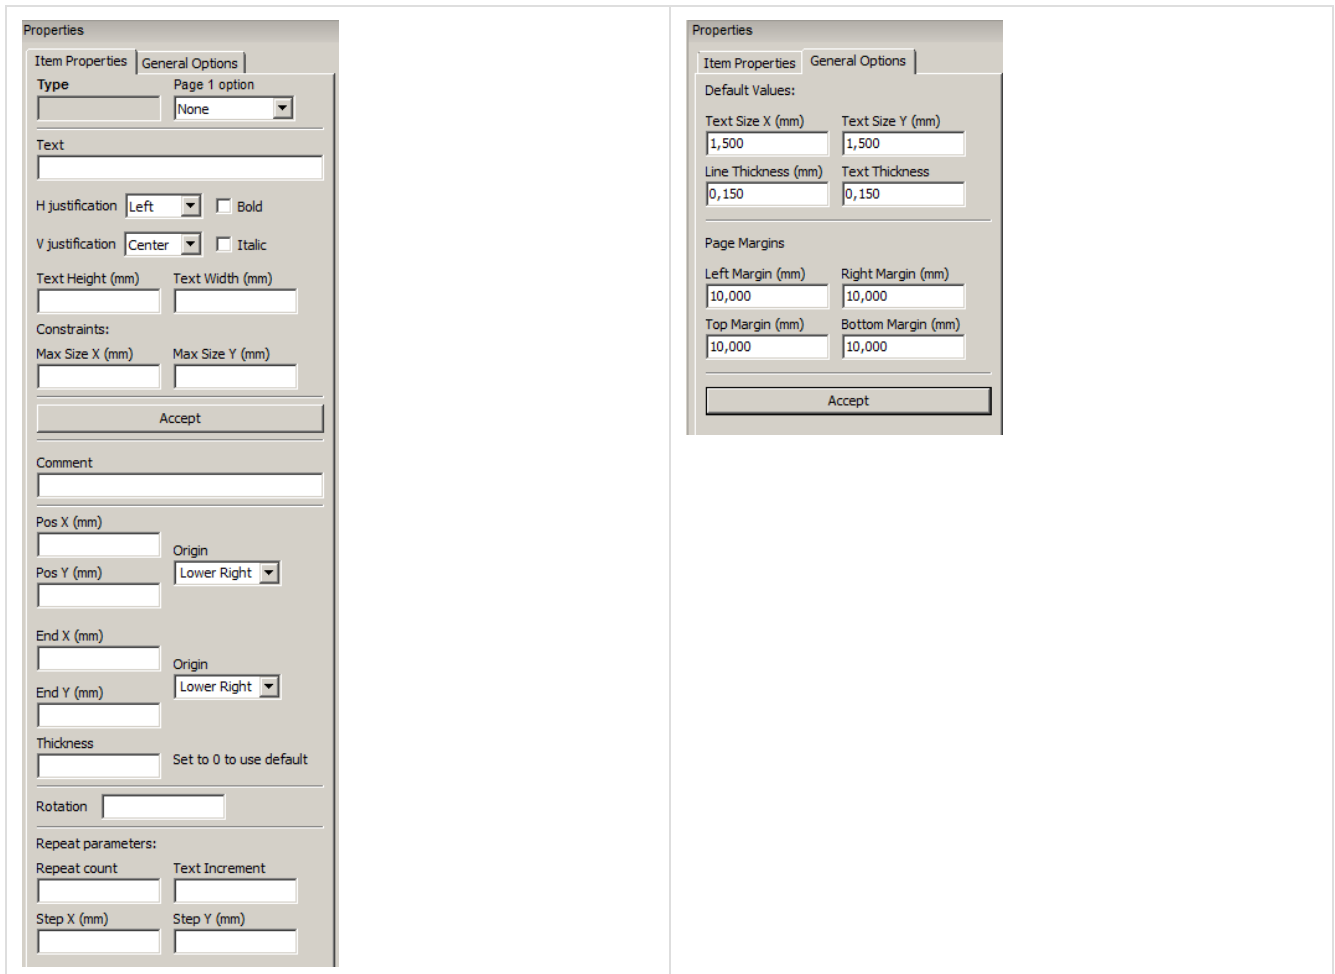 Properties
Item Properties General Options
Type Page 1 option
None
Text
H justification Left Bold
V justification Center Italic
Text Height (mm) Text Width (mm)
Constraints:
Max Size X (mm) Max Size Y (mm)
Accept
Comment
Pos X (mm)
Origin
Pos Y (mm) Lower Right
End X (mm)
Origin
End Y (mm) Lower Right
Thickness
Set to 0 to use default
Rotation
Repeat parameters:
Repeat count Text Increment
Step X (mm) Step Y (mm)
Properties
Item Properties General Options
Default Values:
Text Size X (mm) Text Size Y (mm)
1,500 1,500
Line Thickness (mm) Text Thickness
0,150 0,150
Page Margins
Left Margin (mm) Right Margin (mm)
10,000 10,000
Top Margin (mm) Bottom Margin (mm)
10,000 10,000
Accept